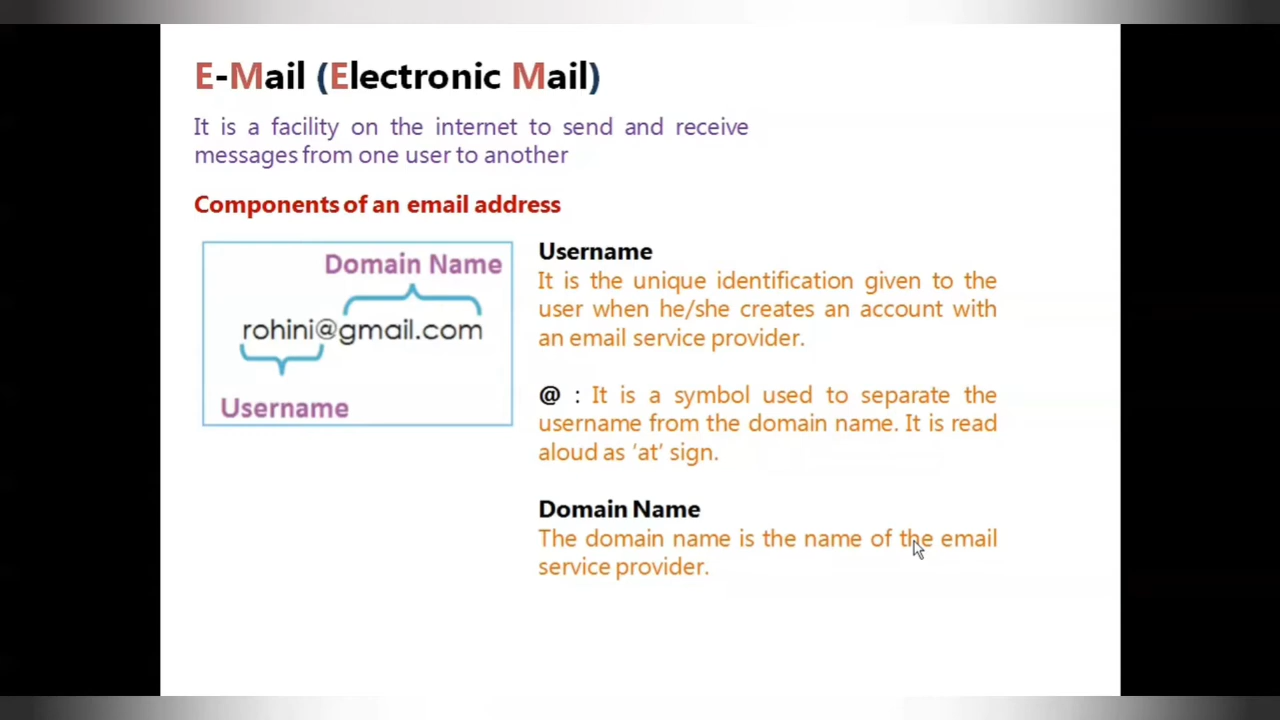 E-Mail (Electronic Mail)
It is a facility on the internet to send and receive
messages from one user to another
Components of an email address
Domain Name
rohini@gmail.com
Username
Username
It is the unique identification given to the
user when he/she creates an account with
an email service provider.
@ : It is a symbol used to separate the
username from the domain name. It is read
aloud as ‘at’ sign.
Domain Name
The domain name is the name of the email
service provider.